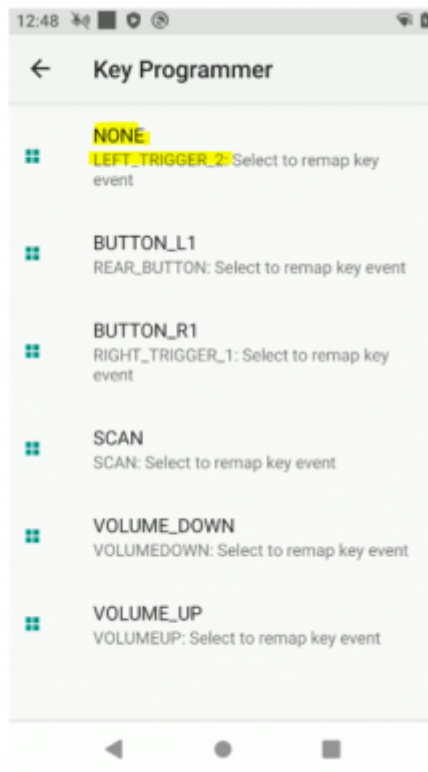 12:48
Key Programmer
NONE
LEFT_TRIGGER_2: Select to remap key
event
BUTTON_L1
REAR_BUTTON: Select to remap key event
BUTTON_R1
RIGHT_TRIGGER_1: Select to remap key
event
SCAN
SCAN: Select to remap key event
VOLUME_DOWN
VOLUMEDOWN: Select to remap key event
VOLUME_UP
VOLUMEUP: Select to remap key event